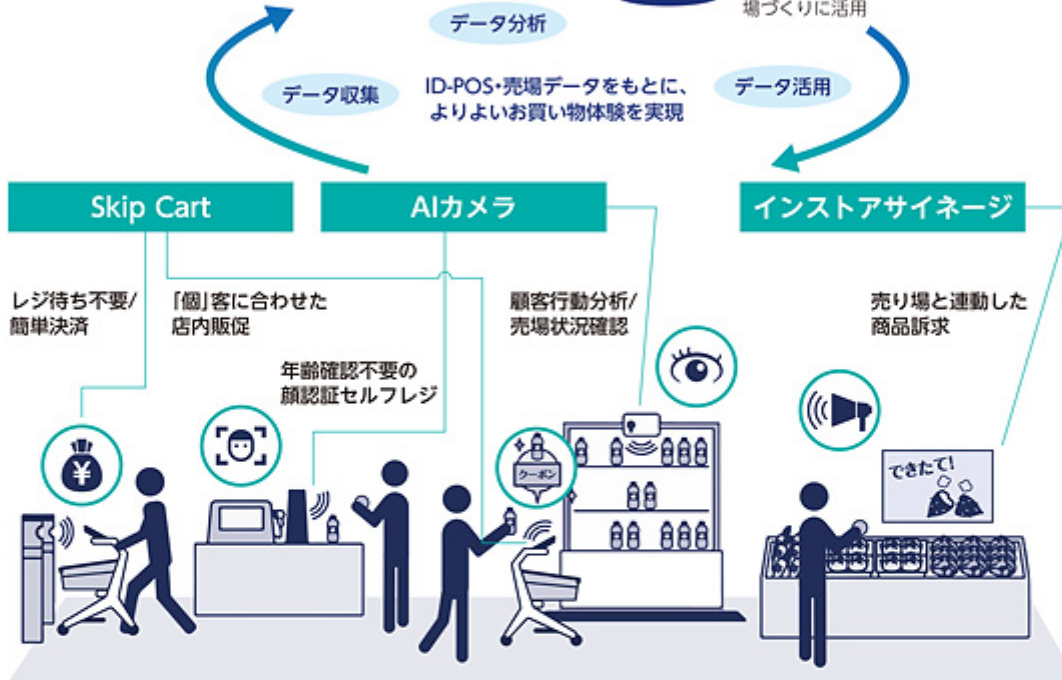 場づくりに活用
データ分析
データ収集
ID-POS・売場データをもとに、
よりよいお買い物体験を実現
データ活用
Skip Cart
AIカメラ
インストアサイネージ
レジ待ち不要/
簡単決済
「個」客に合わせた
店内販促
年齢確認不要の
顔認証セルフレジ
顧客行動分析/
売場状況確認
売り場と連動した
商品訴求
¥
クーポン
できたて!